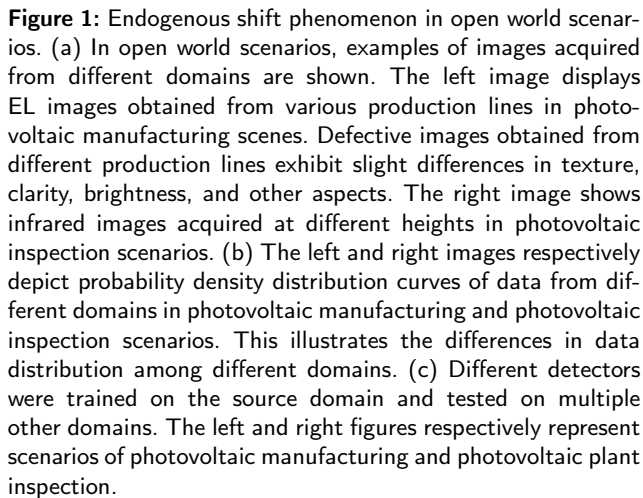 Figure 1: Endogenous shift phenomenon in open world scenar-
ios. (a) In open world scenarios, examples of images acquired
from different domains are shown. The left image displays
EL images obtained from various production lines in photo-
voltaic manufacturing scenes. Defective images obtained from
different production lines exhibit slight differences in texture,
clarity, brightness, and other aspects. The right image shows
infrared images acquired at different heights in photovoltaic
inspection scenarios. (b) The left and right images respectively
depict probability density distribution curves of data from dif-
ferent domains in photovoltaic manufacturing and photovoltaic
inspection scenarios. This illustrates the differences in data
distribution among different domains. (c) Different detectors
were trained on the source domain and tested on multiple
other domains. The left and right figures respectively represent
scenarios of photovoltaic manufacturing and photovoltaic plant
inspection.